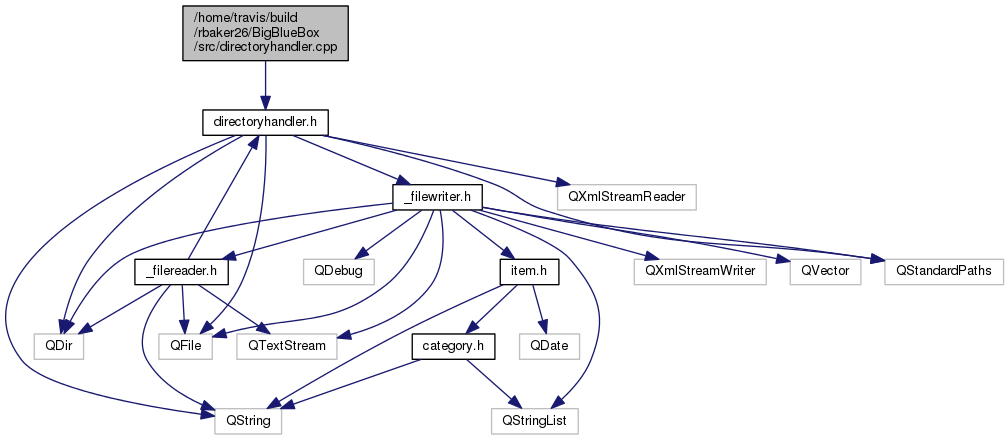 /home/travis/build
/rbaker26/BigBlueBox
/src/directoryhandler.cpp
directoryhandler.h
_filewriter.h
QXmlStreamReader
_filereader.h
QDebug
item.h
QXmlStreamWriter
QVector
QStandardPaths
QDir
QFile
QTextStream
category.h
QDate
QString
QStringList